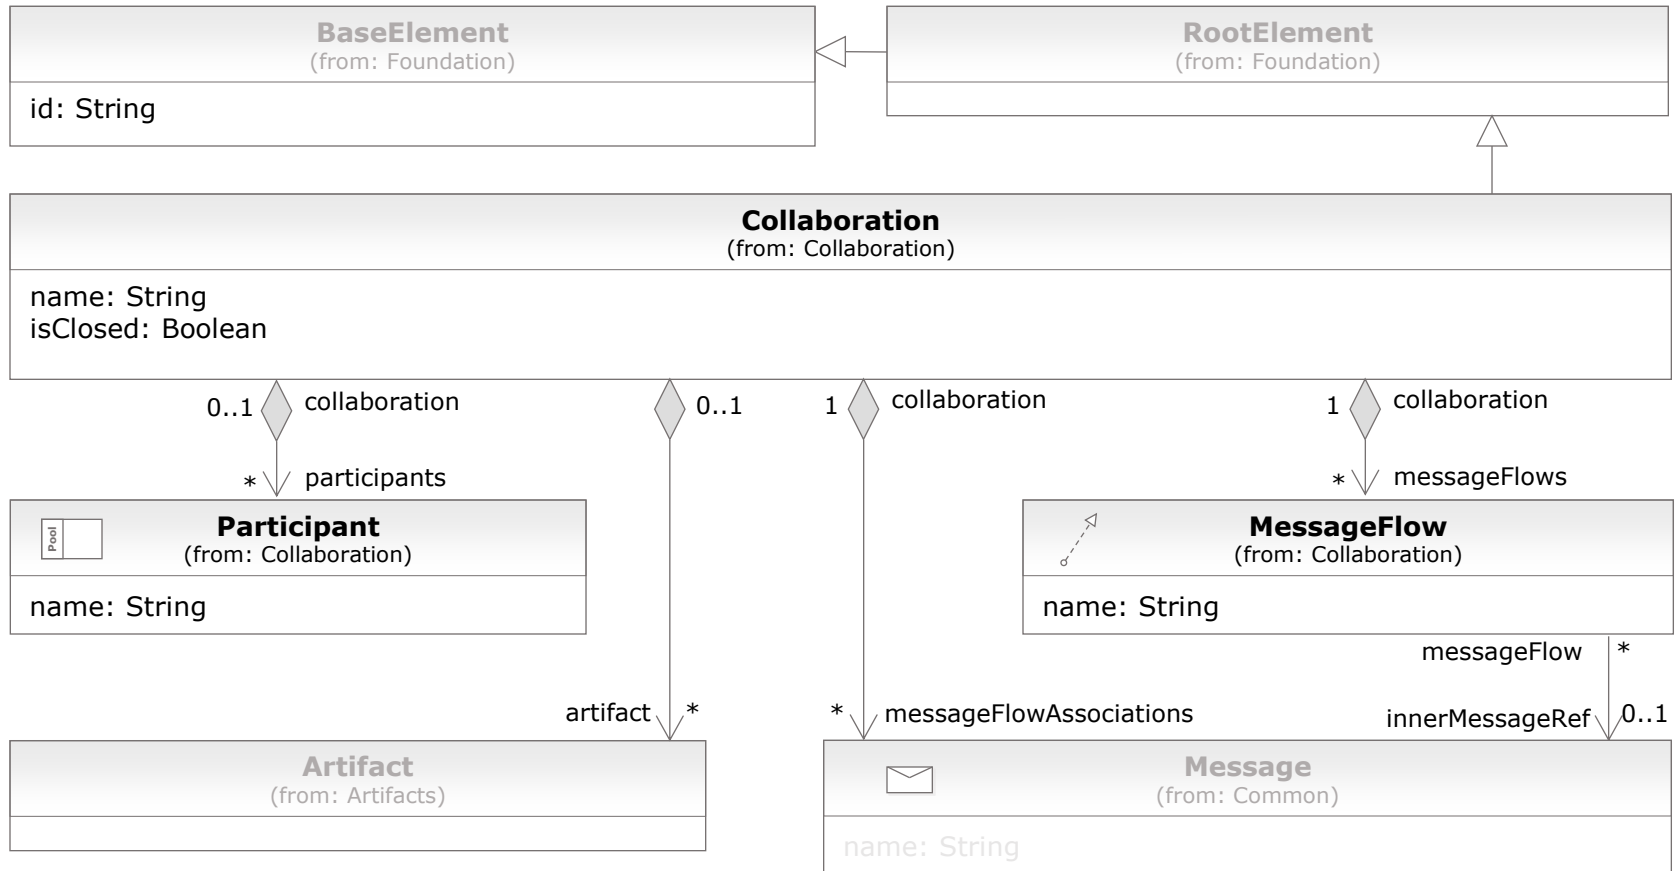 BaseElement
(from: Foundation)
id: String
RootElement
(from: Foundation)
Collaboration
(from: Collaboration)
name: String
isClosed: Boolean
0..1 collaboration
0..1
1 collaboration
1 collaboration
* participants
* messageFlows
Pool
Participant
(from: Collaboration)
name: String
MessageFlow
(from: Collaboration)
name: String
messageFlow *
artifact *
* messageFlowAssociations
innerMessageRef 0..1
Artifact
(from: Artifacts)
Message
(from: Common)
name: String